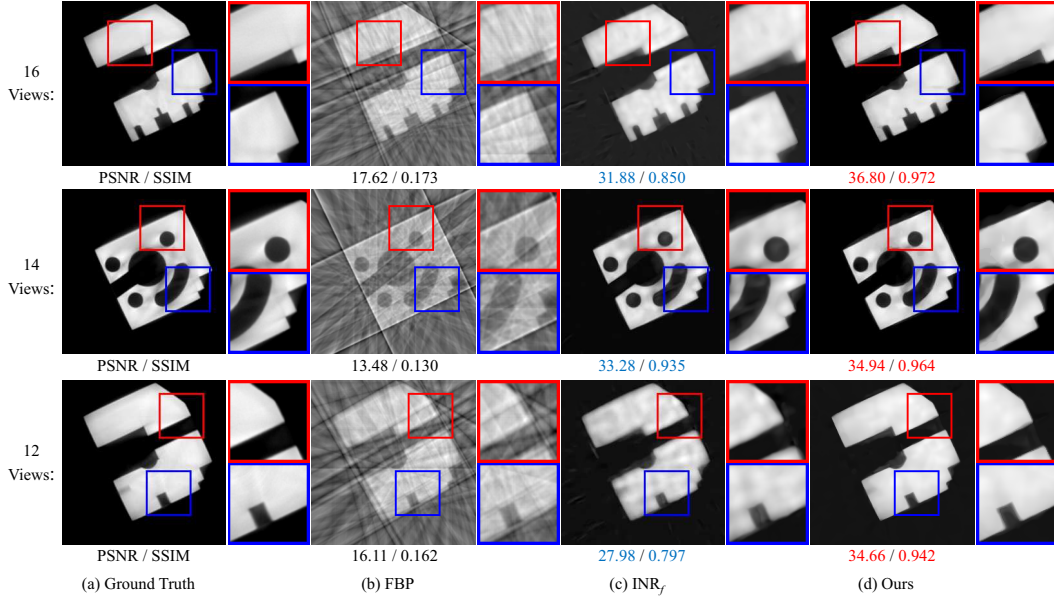 16
Views:
PSNR / SSIM
17.62 / 0.173
31.88 / 0.850
36.80 / 0.972
14
Views:
PSNR / SSIM
13.48 / 0.130
33.28 / 0.935
34.94 / 0.964
12
Views:
PSNR / SSIM
16.11 / 0.162
27.98 / 0.797
34.66 / 0.942
(a) Ground Truth
(b) FBP
(c) INR_f
(d) Ours